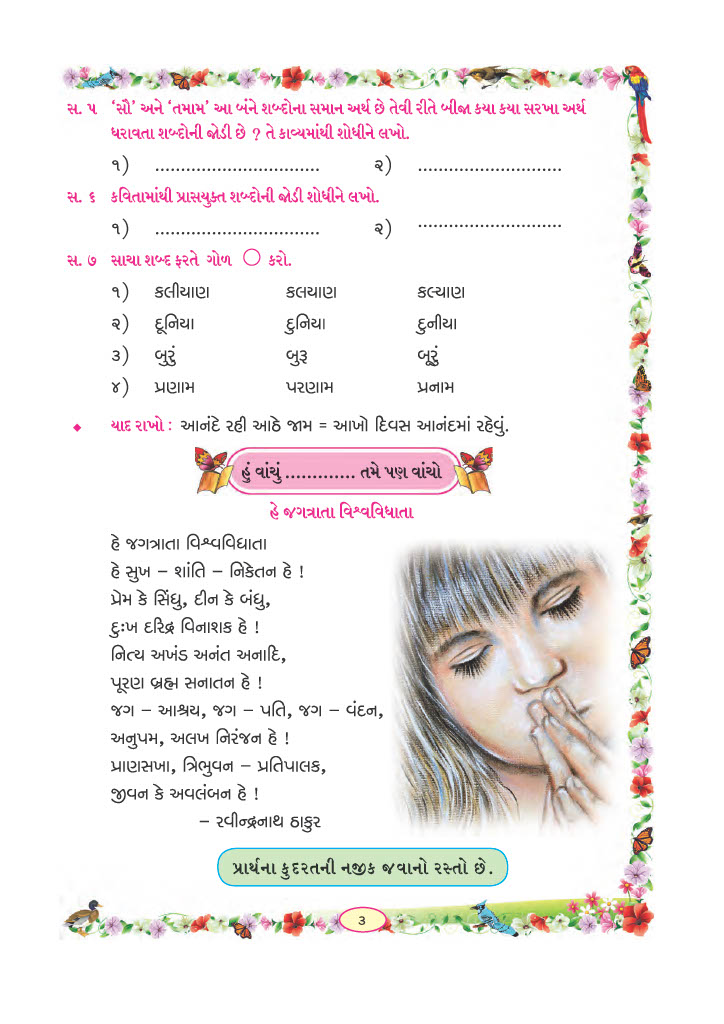 સ. ૫ ‘સૌ’ અને ‘તમામ’ આ બંને શબ્દોના સમાન અર્થ છે તેવી રીતે બીજા કયા કયા સરખા અર્થ
ધરાવતા શબ્દોની જોડી છે ? તે કાવ્યમાંથી શોધીને લખો.
૧) ................................ ૨) ............................
સ. ૬ કવિતામાંથી પ્રાસયુક્ત શબ્દોની જોડી શોધીને લખો.
૧) ................................ ૨) ............................
સ. ૭ સાચા શબ્દ ફરતે ગોળ ○ કરો.
૧) કલીયાણ કલયાણ કલ્યાણ
૨) દૂનિયા દુનિયા દુનીયા
૩) બુરું બુરૂ બૂરું
૪) પ્રણામ પરણામ પ્રનામ
◆ યાદ રાખો : આનંદે રહી આઠે જામ = આખો દિવસ આનંદમાં રહેવું.
હું વાંચું ............. તમે પણ વાંચો
હે જગત્રાતા વિશ્વવિધાતા
હે જગત્રાતા વિશ્વવિધાતા
હે સુખ – શાંતિ – નિકેતન હે !
પ્રેમ કે સિંધુ, દીન કે બંધુ,
દુઃખ દરિદ્ર વિનાશક હે !
નિત્ય અખંડ અનંત અનાદિ,
પૂરણ બ્રહ્મ સનાતન હે !
જગ – આશ્રય, જગ – પતિ, જગ – વંદન,
અનુપમ, અલખ નિરંજન હે !
પ્રાણસખા, ત્રિભુવન – પ્રતિપાલક,
જીવન કે અવલંબન હે !
– રવીન્દ્રનાથ ઠાકુર
પ્રાર્થના કુદરતની નજીક જવાનો રસ્તો છે.
૩